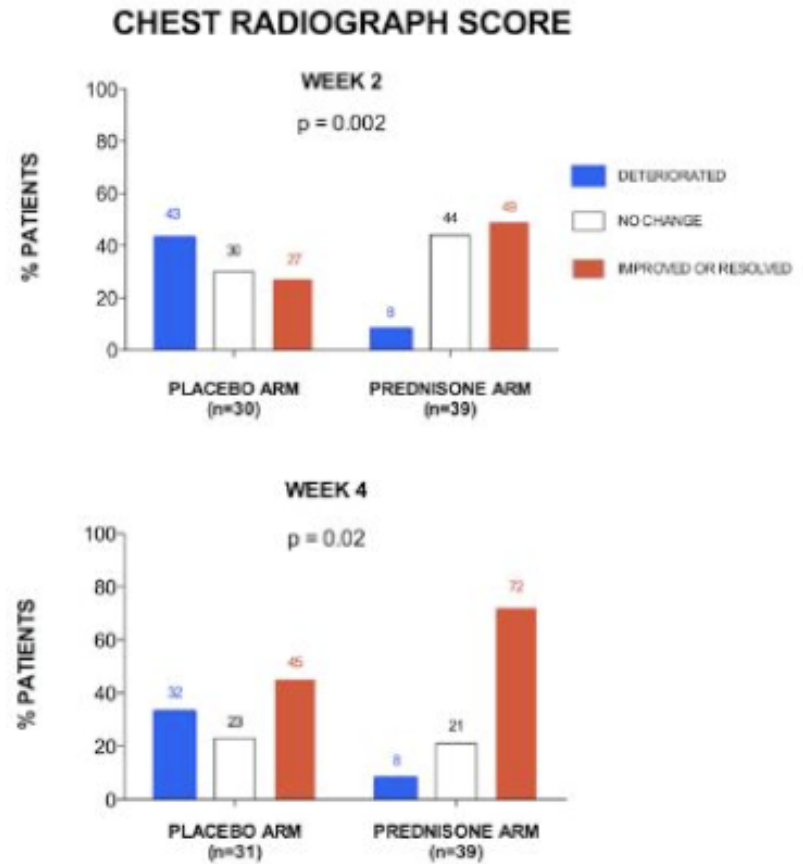 CHEST RADIOGRAPH SCORE
WEEK 2
p = 0.002
% PATIENTS
100
80
60
40
20
0
43
30
27
8
44
49
PLACEBO ARM
(n=30)
PREDNISONE ARM
(n=39)
DETERIORATED
NO CHANGE
IMPROVED OR RESOLVED
WEEK 4
p = 0.02
% PATIENTS
100
80
60
40
20
0
32
23
45
8
21
72
PLACEBO ARM
(n=31)
PREDNISONE ARM
(n=39)